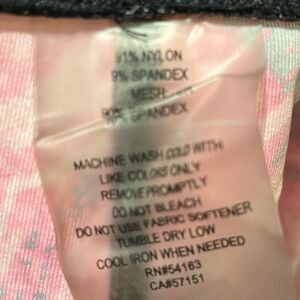 91% NYLON
9% SPANDEX
MESH
SPANDEX
MACHINE WASH COLD WITH
LIKE COLORS ONLY
REMOVE PROMPTLY
DO NOT BLEACH
DO NOT USE FABRIC SOFTENER
TUMBLE DRY LOW
COOL IRON WHEN NEEDED
RN#54163
CA#57151